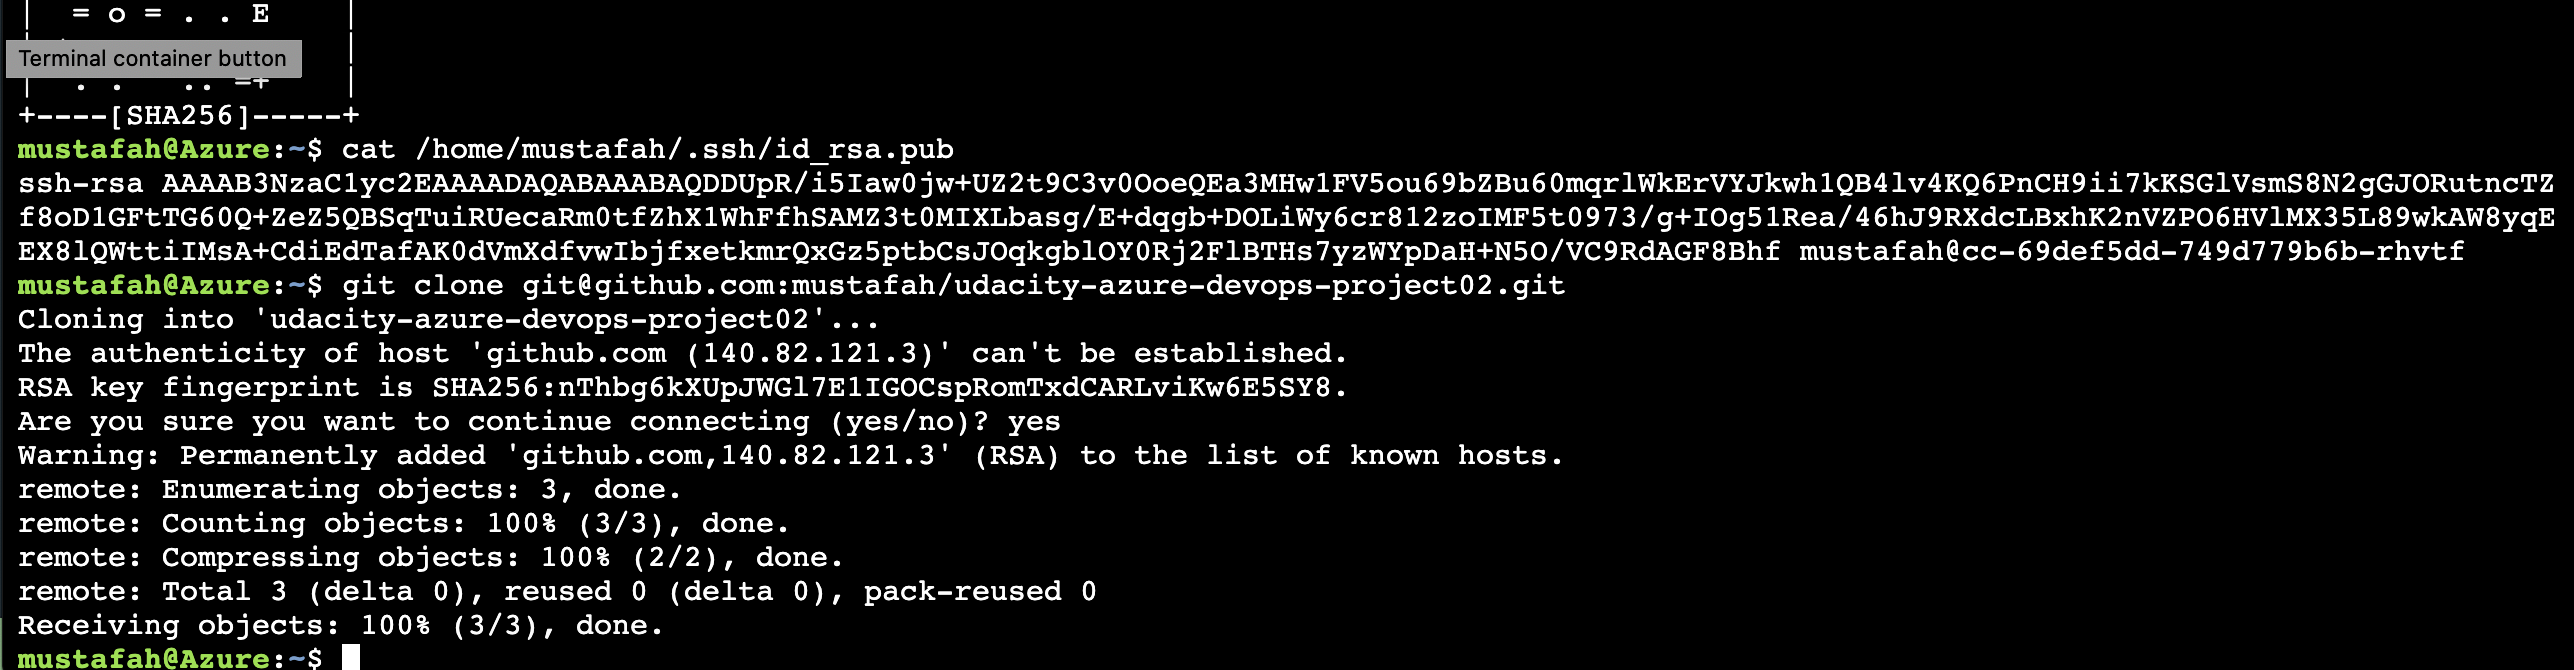 = o = . . E
Terminal container button
. .   .. =+
+----[SHA256]-----+
mustafah@Azure:~$ cat /home/mustafah/.ssh/id_rsa.pub
ssh-rsa AAAAB3NzaC1yc2EAAAADAQABAAABAQDDUpR/i5Iaw0jw+UZ2t9C3v0OoeQEa3MHw1FV5ou69bZBu60mqrlWkErVYJkwh1QB4lv4KQ6PnCH9ii7kKSGlVsmS8N2gGJORutncTZ
f8oD1GFtTG60Q+ZeZ5QBSqTuiRUecaRm0tfZhX1WhFfhSAMZ3t0MIXLbasg/E+dqgb+DOLiWy6cr812zoIMF5t0973/g+IOg51Rea/46hJ9RXdcLBxhK2nVZPO6HVlMX35L89wkAW8yqE
EX8lQWttiIMsA+CdiEdTafAK0dVmXdfvwIbjfxetkmrQxGz5ptbCsJOqkgblOY0Rj2FlBTHs7yzWYpDaH+N5O/VC9RdAGF8Bhf mustafah@cc-69def5dd-749d779b6b-rhvtf
mustafah@Azure:~$ git clone git@github.com:mustafah/udacity-azure-devops-project02.git
Cloning into 'udacity-azure-devops-project02'...
The authenticity of host 'github.com (140.82.121.3)' can't be established.
RSA key fingerprint is SHA256:nThbg6kXUpJWGl7E1IGOCspRomTxdCARLviKw6E5SY8.
Are you sure you want to continue connecting (yes/no)? yes
Warning: Permanently added 'github.com,140.82.121.3' (RSA) to the list of known hosts.
remote: Enumerating objects: 3, done.
remote: Counting objects: 100% (3/3), done.
remote: Compressing objects: 100% (2/2), done.
remote: Total 3 (delta 0), reused 0 (delta 0), pack-reused 0
Receiving objects: 100% (3/3), done.
mustafah@Azure:~$